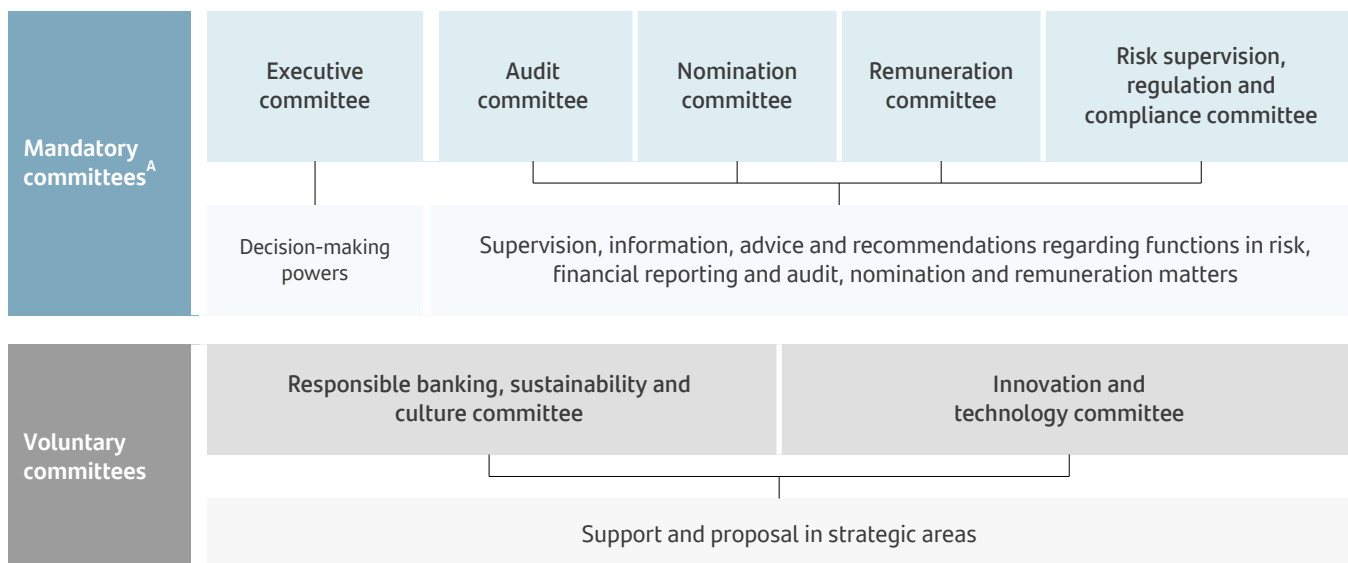 Mandatory
committees^A
Executive
committee
Audit
committee
Nomination
committee
Remuneration
committee
Risk supervision,
regulation and
compliance committee
Decision-making
powers
Supervision, information, advice and recommendations regarding functions in risk,
financial reporting and audit, nomination and remuneration matters
Voluntary
committees
Responsible banking, sustainability and
culture committee
Innovation and
technology committee
Support and proposal in strategic areas